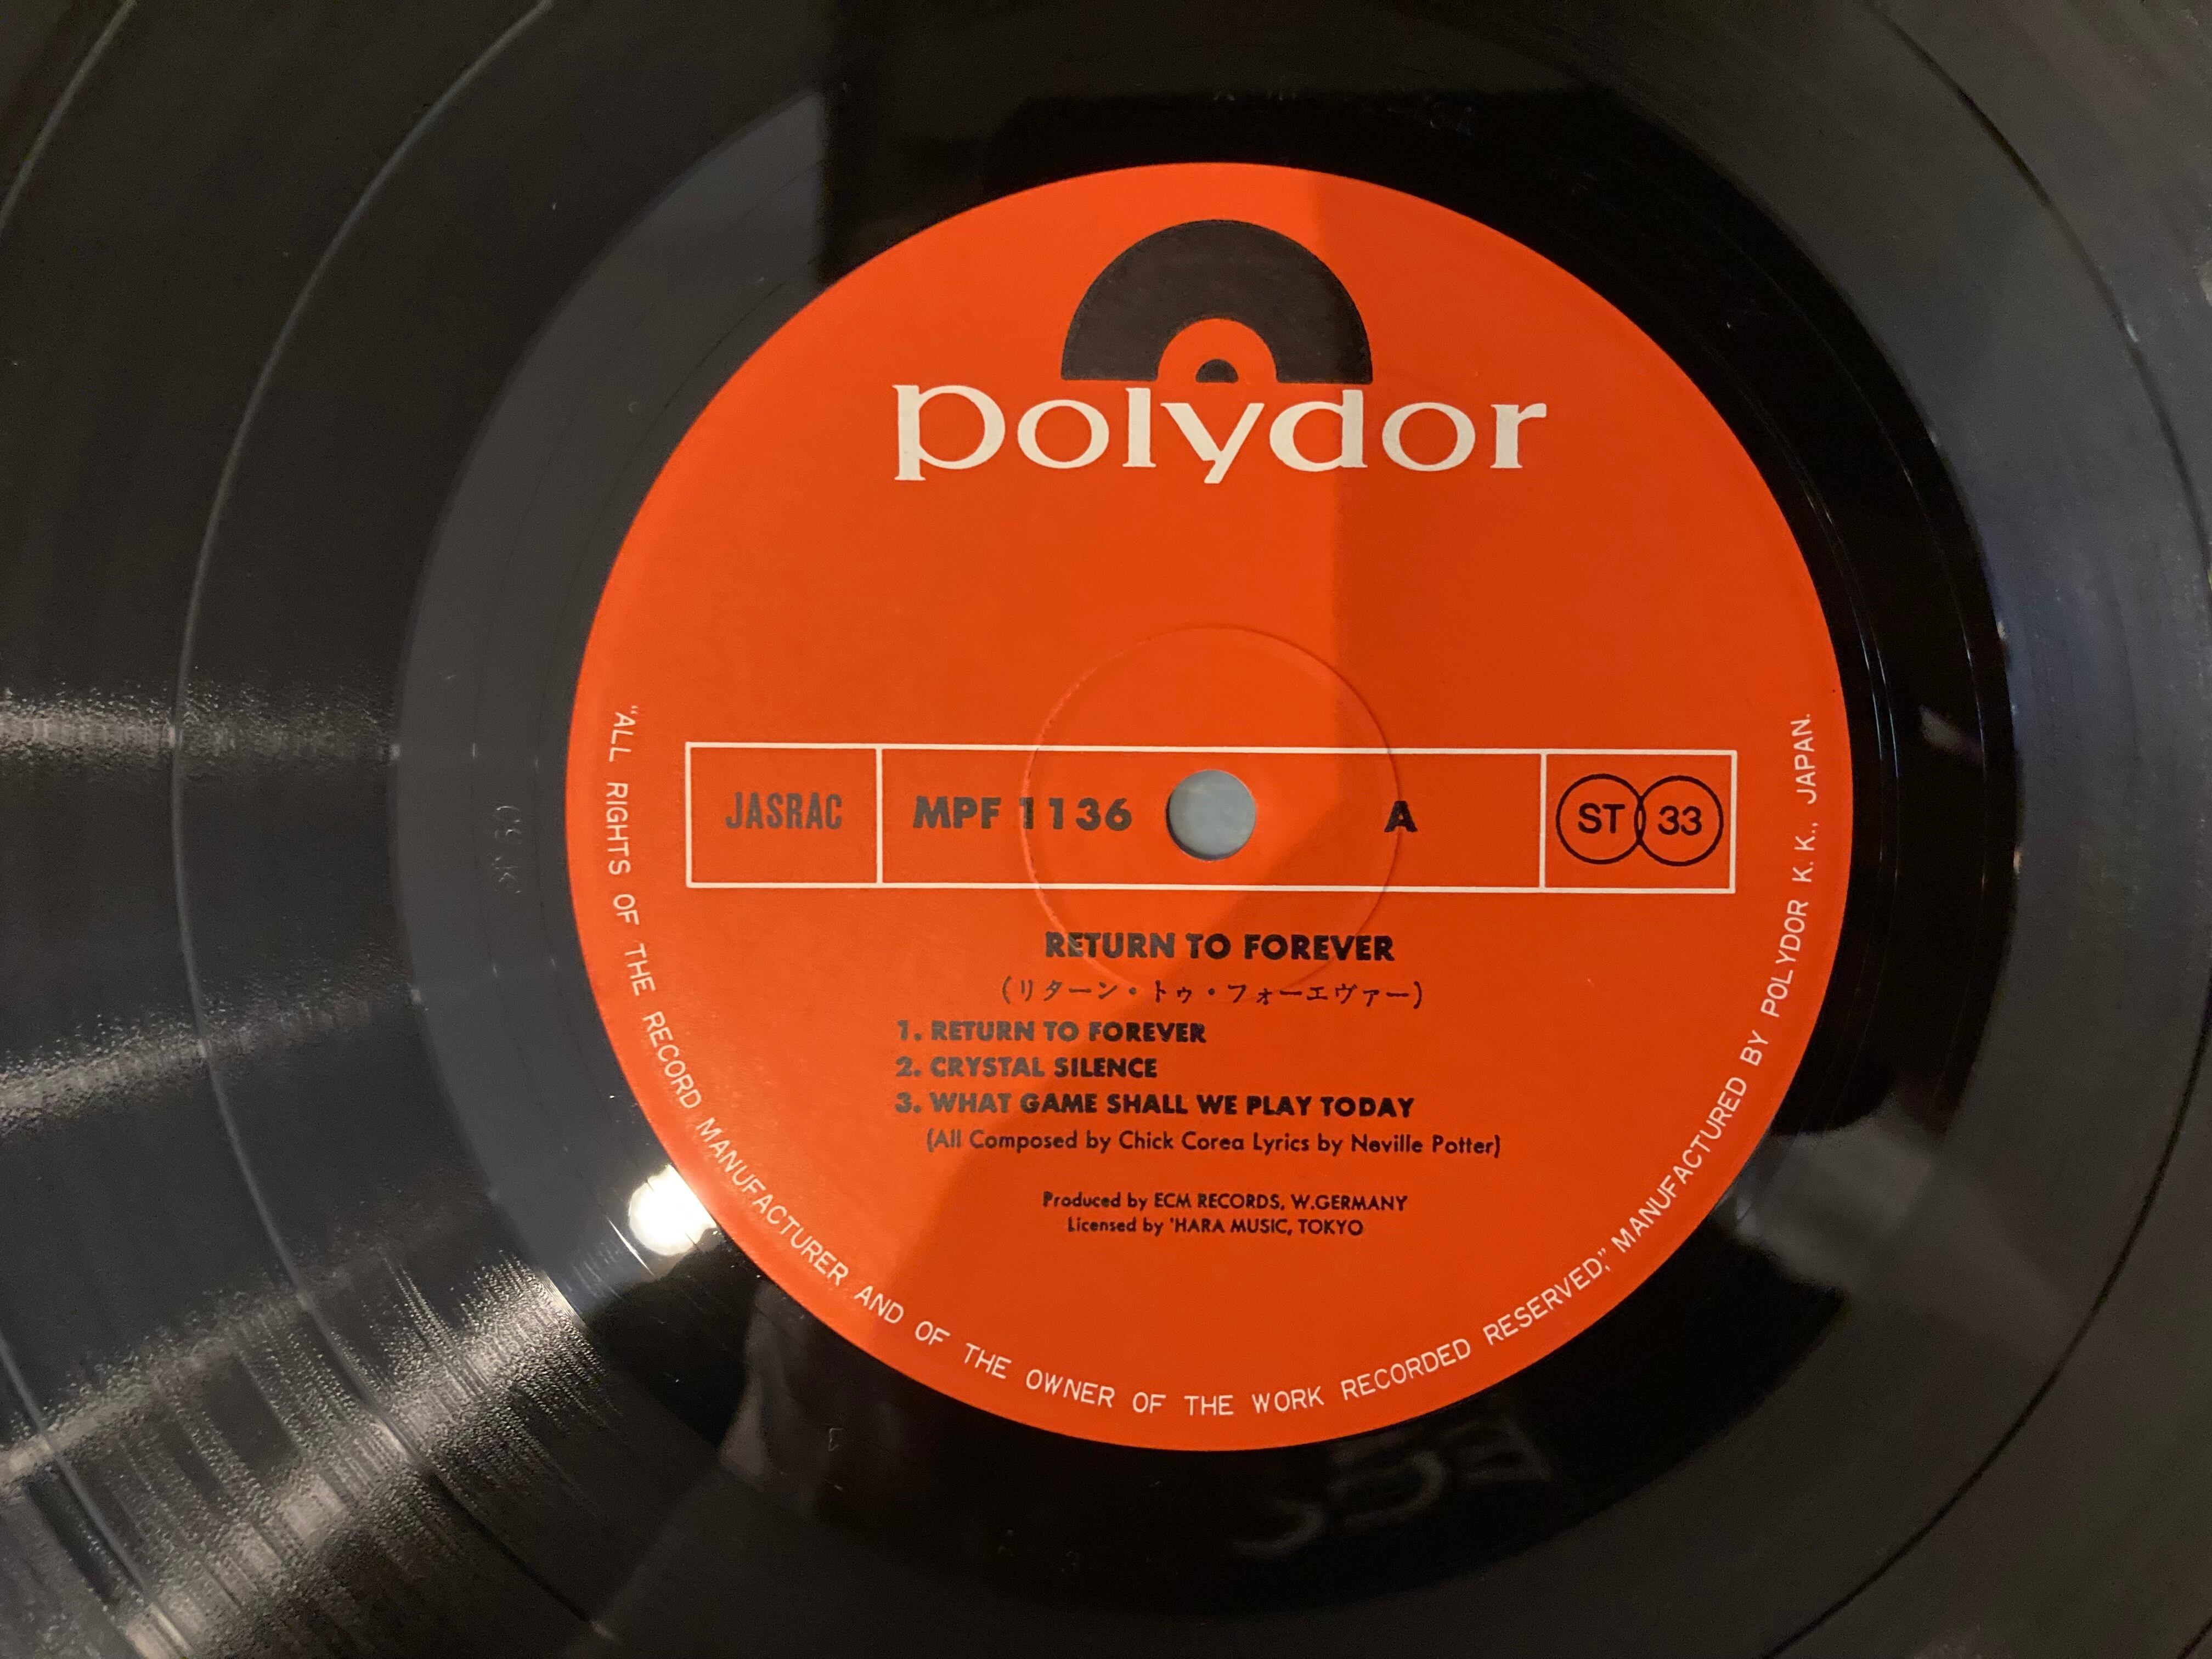 polydor
JASRAC MPF 1136 A ST 33
RETURN TO FOREVER
(リターン・トゥ・フォーエヴァー)
1. RETURN TO FOREVER
2. CRYSTAL SILENCE
3. WHAT GAME SHALL WE PLAY TODAY
(All Composed by Chick Corea Lyrics by Neville Potter)
Produced by ECM RECORDS, W.GERMANY
Licensed by 'HARA MUSIC, TOKYO
"ALL RIGHTS OF THE RECORD MANUFACTURER AND OF THE OWNER OF THE WORK RECORDED RESERVED," MANUFACTURED BY POLYDOR K.K., JAPAN.